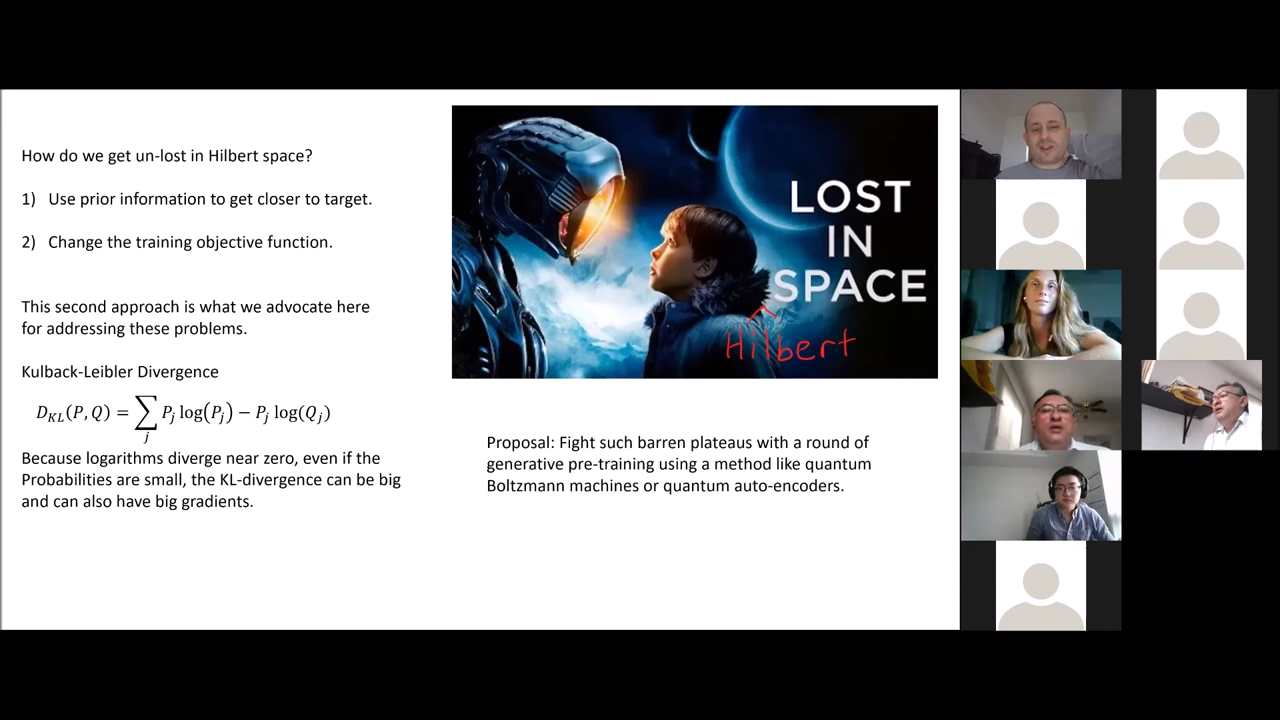 How do we get un-lost in Hilbert space?
1) Use prior information to get closer to target.
2) Change the training objective function.
This second approach is what we advocate here
for addressing these problems.
Kulback-Leibler Divergence
D_{KL}(P, Q) = ∑_j P_j log(P_j) − P_j log(Q_j)
Because logarithms diverge near zero, even if the
Probabilities are small, the KL-divergence can be big
and can also have big gradients.
LOST
IN
SPACE
Hilbert
Proposal: Fight such barren plateaus with a round of
generative pre-training using a method like quantum
Boltzmann machines or quantum auto-encoders.